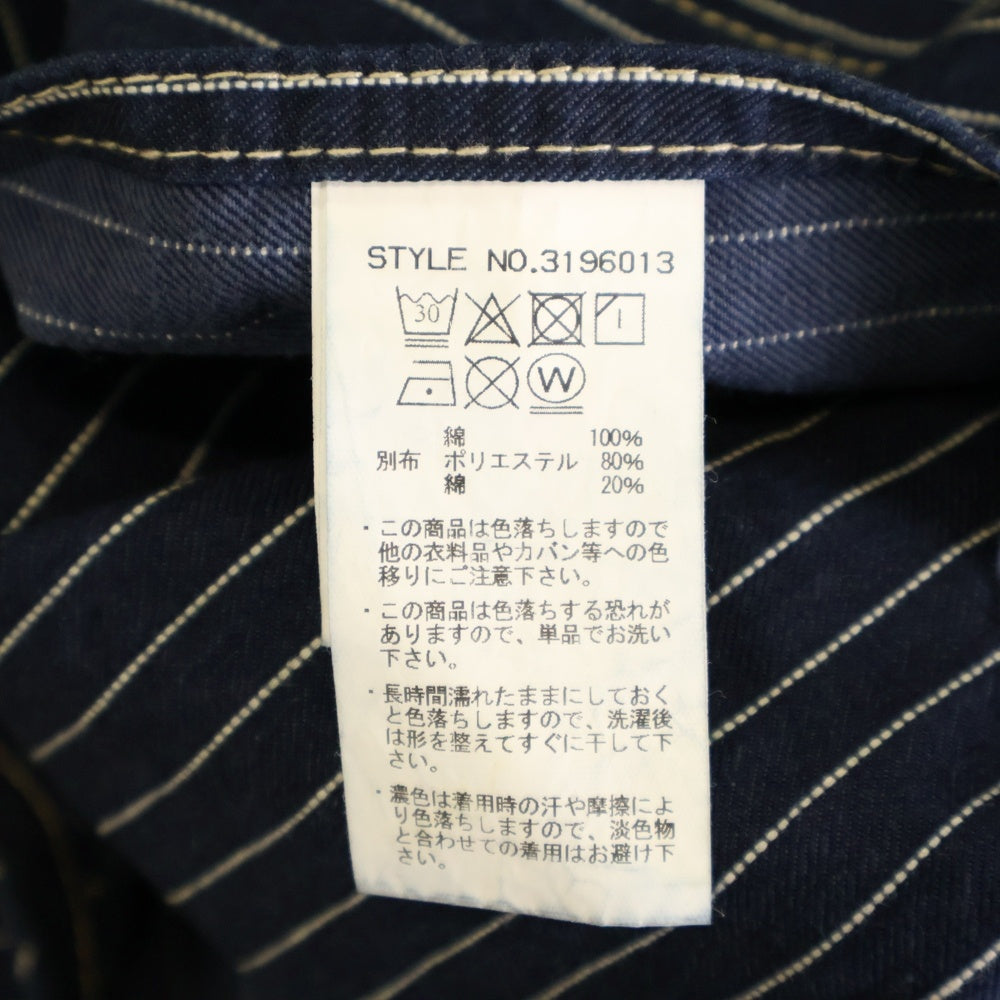 STYLE NO.3196013
30
W
綿 100%
別布 ポリエステル 80%
綿 20%
・この商品は色落ちしますので
他の衣料品やカバン等への色
移りにご注意下さい。
・この商品は色落ちする恐れが
ありますので、単品でお洗い
下さい。
・長時間濡れたままにしておく
と色落ちしますので、洗濯後
は形を整えてすぐに干して下
さい。
・濃色は着用時の汗や摩擦によ
り色落ちしますので、淡色物
と合わせての着用はお避け下
さい。